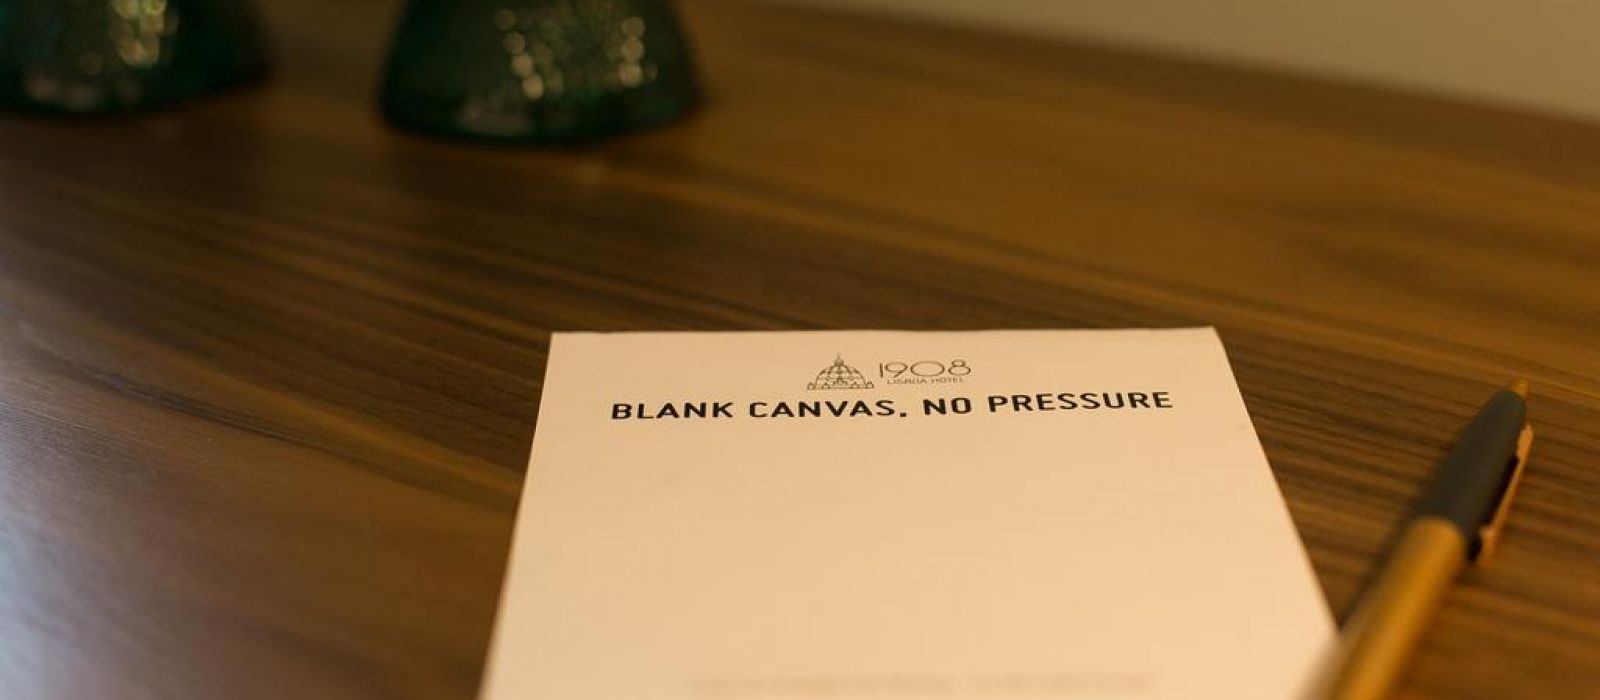 1908
LISBOA HOTEL
BLANK CANVAS, NO PRESSURE